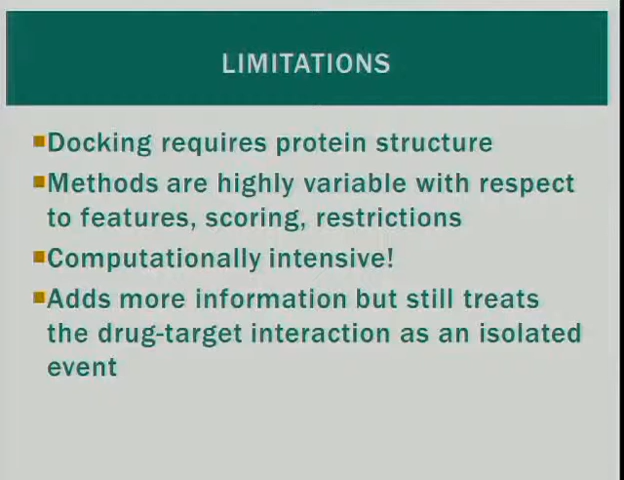 LIMITATIONS
Docking requires protein structure
Methods are highly variable with respect
to features, scoring, restrictions
Computationally intensive!
Adds more information but still treats
the drug-target interaction as an isolated
event